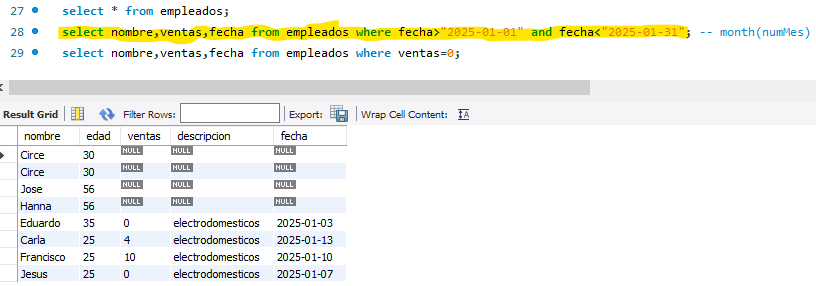 27 select * from empleados;
28 select nombre,ventas,fecha from empleados where fecha>"2025-01-01" and fecha<"2025-01-31"; -- month(numMes)
29 select nombre,ventas,fecha from empleados where ventas=0;
Result Grid Filter Rows: Export: Wrap Cell Content: IA
nombre edad ventas descripcion fecha
Circe 30 NULL NULL NULL
Circe 30 NULL NULL NULL
Jose 56 NULL NULL NULL
Hanna 56 NULL NULL NULL
Eduardo 35 0 electrodomesticos 2025-01-03
Carla 25 4 electrodomesticos 2025-01-13
Francisco 25 10 electrodomesticos 2025-01-10
Jesus 25 0 electrodomesticos 2025-01-07